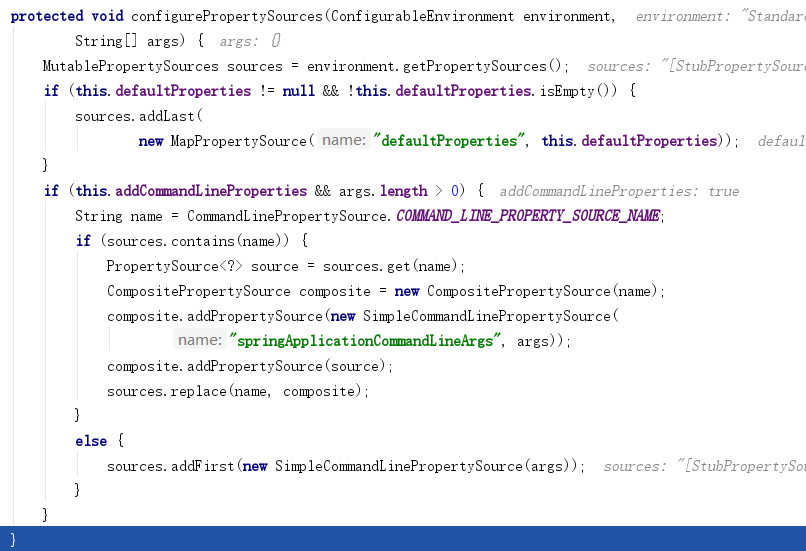 protected void configurePropertySources(ConfigurableEnvironment environment,  environment: "Standar
        String[] args) {  args: {}
    MutablePropertySources sources = environment.getPropertySources();  sources: "[StubPropertySour
    if (this.defaultProperties != null && !this.defaultProperties.isEmpty()) {
        sources.addLast(
                new MapPropertySource( name: "defaultProperties", this.defaultProperties));  defaul
    }
    if (this.addCommandLineProperties && args.length > 0) {  addCommandLineProperties: true
        String name = CommandLinePropertySource.COMMAND_LINE_PROPERTY_SOURCE_NAME;
        if (sources.contains(name)) {
            PropertySource<?> source = sources.get(name);
            CompositePropertySource composite = new CompositePropertySource(name);
            composite.addPropertySource(new SimpleCommandLinePropertySource(
                    name: "springApplicationCommandLineArgs", args));
            composite.addPropertySource(source);
            sources.replace(name, composite);
        }
        else {
            sources.addFirst(new SimpleCommandLinePropertySource(args));  sources: "[StubPropertySou
        }
    }
}